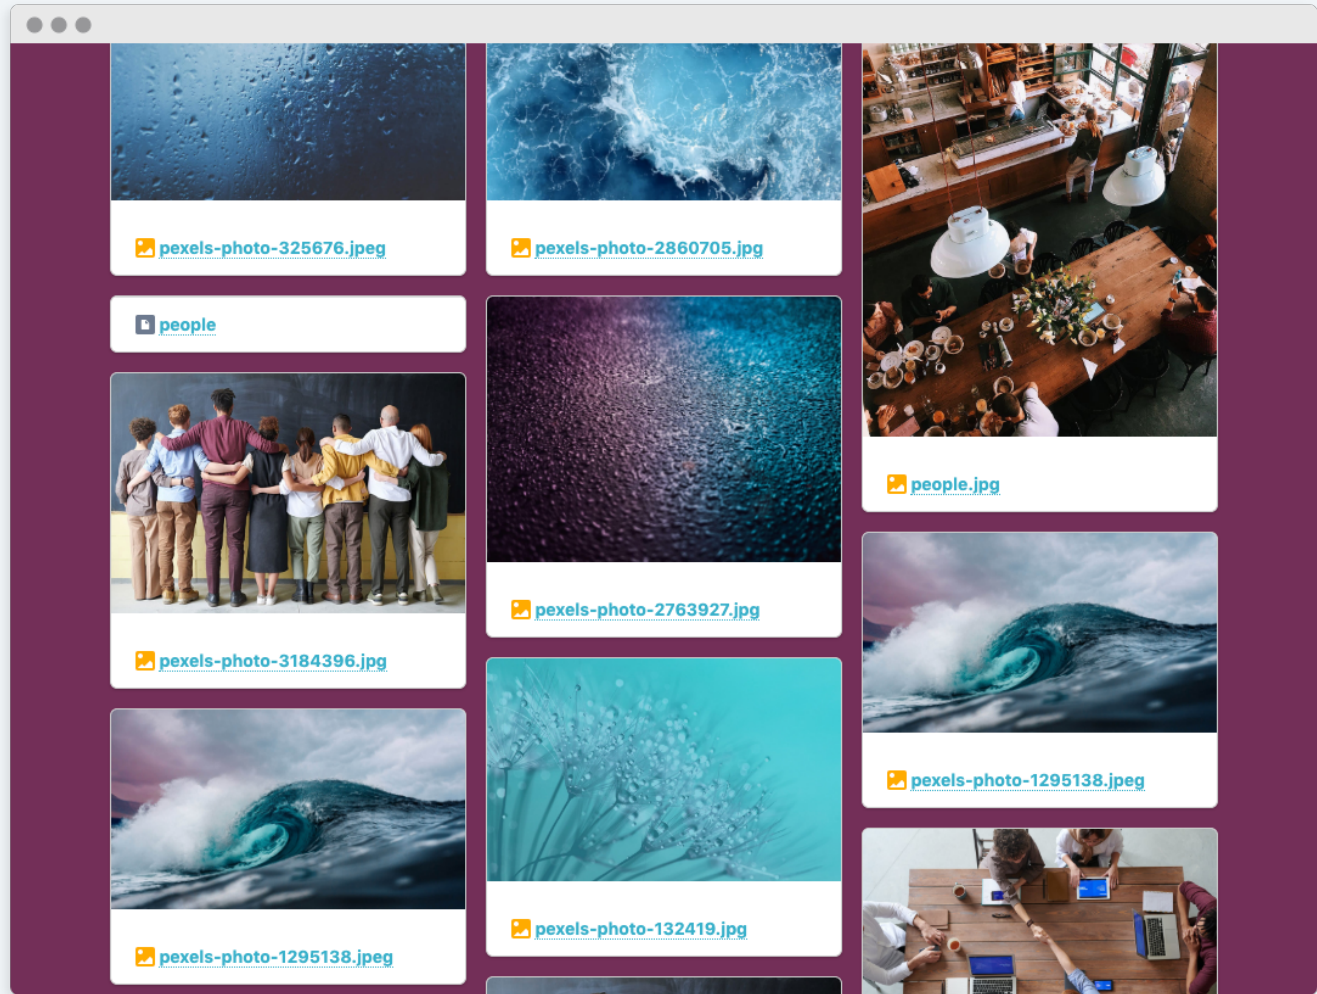 pexels-photo-325676.jpeg
people
pexels-photo-3184396.jpg
pexels-photo-1295138.jpeg
pexels-photo-2860705.jpg
pexels-photo-2763927.jpg
pexels-photo-132419.jpg
people.jpg
pexels-photo-1295138.jpeg